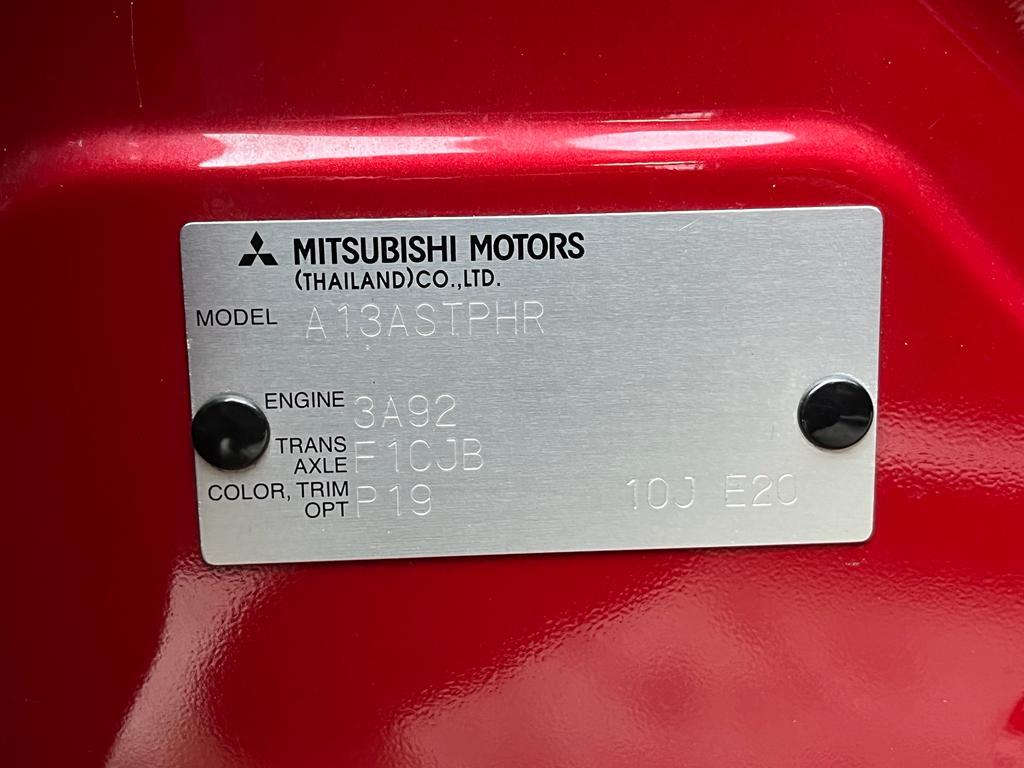 MITSUBISHI MOTORS
(THAILAND)CO.,LTD.
MODEL A13ASTPHR
ENGINE 3A92
TRANS AXLE F1CJB
COLOR, TRIM OPT P19 10J E20